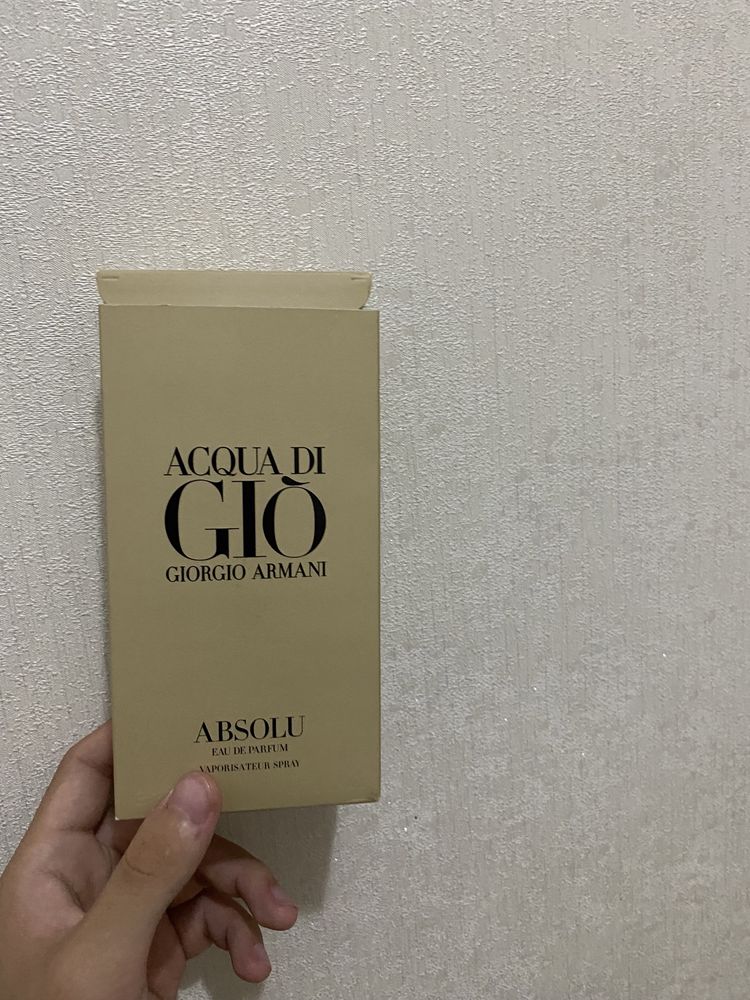 ACQUA DI
GIÒ
GIORGIO ARMANI
ABSOLU
EAU DE PARFUM
VAPORISATEUR SPRAY